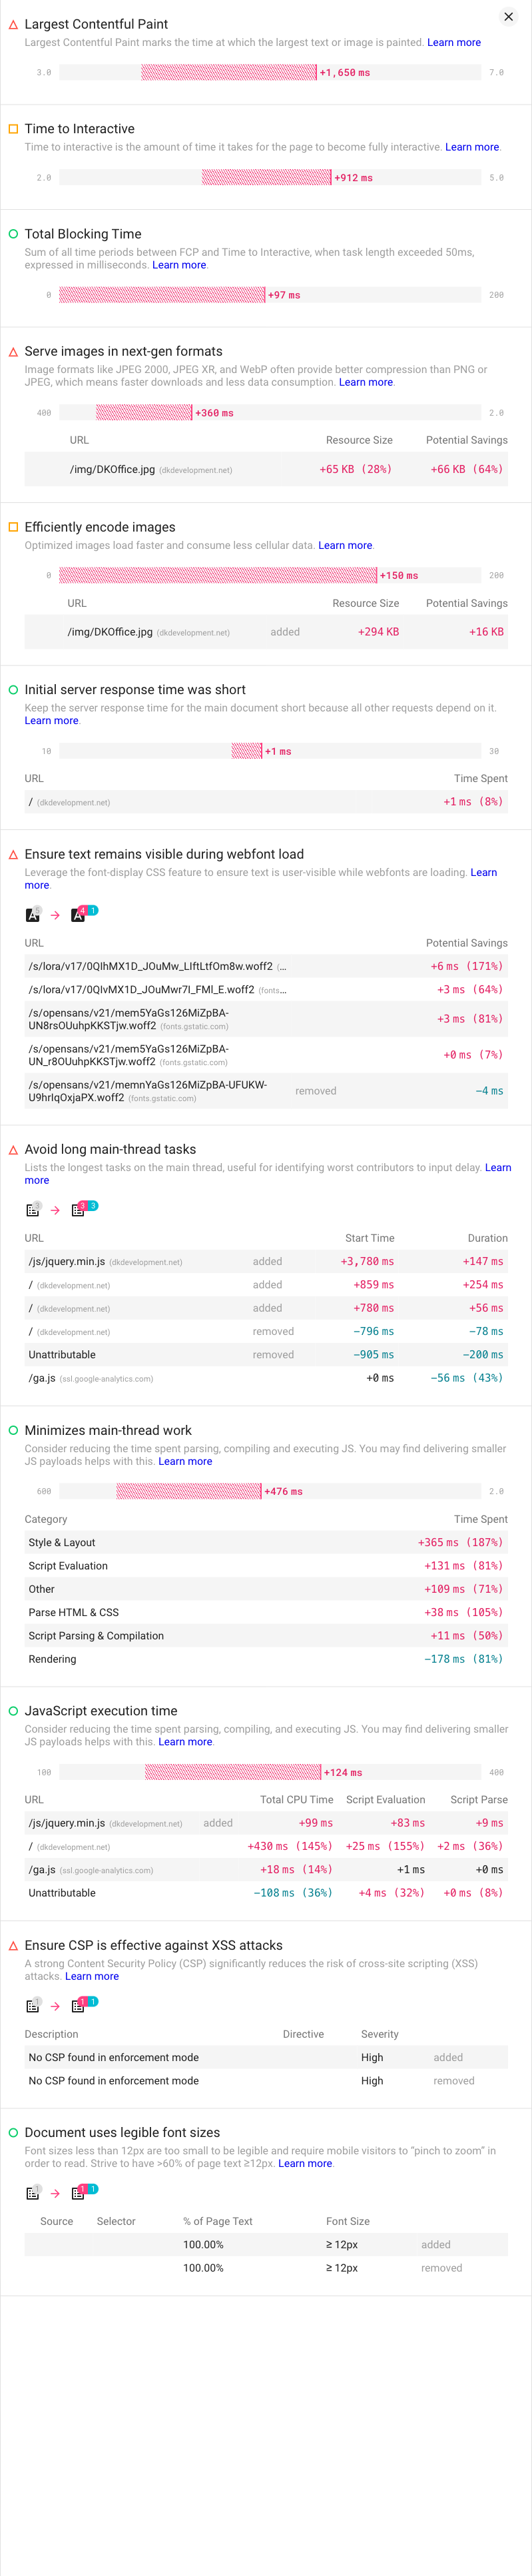 Largest Contentful Paint
Largest Contentful Paint marks the time at which the largest text or image is painted. Learn more
3.0 +1,650 ms 7.0
Time to Interactive
Time to interactive is the amount of time it takes for the page to become fully interactive. Learn more.
2.0 +912 ms 5.0
Total Blocking Time
Sum of all time periods between FCP and Time to Interactive, when task length exceeded 50ms,
expressed in milliseconds. Learn more.
0 +97 ms 200
Serve images in next-gen formats
Image formats like JPEG 2000, JPEG XR, and WebP often provide better compression than PNG or
JPEG, which means faster downloads and less data consumption. Learn more.
400 +360 ms 2.0
URL Resource Size Potential Savings
/img/DKOffice.jpg (dkdevelopment.net) +65 KB (28%) +66 KB (64%)
Efficiently encode images
Optimized images load faster and consume less cellular data. Learn more.
0 +150 ms 200
URL Resource Size Potential Savings
/img/DKOffice.jpg (dkdevelopment.net) added +294 KB +16 KB
Initial server response time was short
Keep the server response time for the main document short because all other requests depend on it.
Learn more.
10 +1 ms 30
URL Time Spent
/ (dkdevelopment.net) +1 ms (8%)
Ensure text remains visible during webfont load
Leverage the font-display CSS feature to ensure text is user-visible while webfonts are loading. Learn
more.
5 → 4 1
URL Potential Savings
/s/lora/v17/0QIhMX1D_JOuMw_LIftLtfOm8w.woff2 (... +6 ms (171%)
/s/lora/v17/0QIvMX1D_JOuMwr7I_FMl_E.woff2 (fonts... +3 ms (64%)
/s/opensans/v21/mem5YaGs126MiZpBA-
UN8rsOUuhpKKSTjw.woff2 (fonts.gstatic.com) +3 ms (81%)
/s/opensans/v21/mem5YaGs126MiZpBA-
UN_r8OUuhpKKSTjw.woff2 (fonts.gstatic.com) +0 ms (7%)
/s/opensans/v21/memnYaGs126MiZpBA-UFUKW-
U9hrIqOxjaPX.woff2 (fonts.gstatic.com) removed −4 ms
Avoid long main-thread tasks
Lists the longest tasks on the main thread, useful for identifying worst contributors to input delay. Learn
more
3 → 3 3
URL Start Time Duration
/js/jquery.min.js (dkdevelopment.net) added +3,780 ms +147 ms
/ (dkdevelopment.net) added +859 ms +254 ms
/ (dkdevelopment.net) added +780 ms +56 ms
/ (dkdevelopment.net) removed −796 ms −78 ms
Unattributable removed −905 ms −200 ms
/ga.js (ssl.google-analytics.com) +0 ms −56 ms (43%)
Minimizes main-thread work
Consider reducing the time spent parsing, compiling and executing JS. You may find delivering smaller
JS payloads helps with this. Learn more
600 +476 ms 2.0
Category Time Spent
Style & Layout +365 ms (187%)
Script Evaluation +131 ms (81%)
Other +109 ms (71%)
Parse HTML & CSS +38 ms (105%)
Script Parsing & Compilation +11 ms (50%)
Rendering −178 ms (81%)
JavaScript execution time
Consider reducing the time spent parsing, compiling, and executing JS. You may find delivering smaller
JS payloads helps with this. Learn more.
100 +124 ms 400
URL Total CPU Time Script Evaluation Script Parse
/js/jquery.min.js (dkdevelopment.net) added +99 ms +83 ms +9 ms
/ (dkdevelopment.net) +430 ms (145%) +25 ms (155%) +2 ms (36%)
/ga.js (ssl.google-analytics.com) +18 ms (14%) +1 ms +0 ms
Unattributable −108 ms (36%) +4 ms (32%) +0 ms (8%)
Ensure CSP is effective against XSS attacks
A strong Content Security Policy (CSP) significantly reduces the risk of cross-site scripting (XSS)
attacks. Learn more
1 → 1 1
Description Directive Severity
No CSP found in enforcement mode High added
No CSP found in enforcement mode High removed
Document uses legible font sizes
Font sizes less than 12px are too small to be legible and require mobile visitors to “pinch to zoom” in
order to read. Strive to have >60% of page text ≥12px. Learn more.
1 → 1 1
Source Selector % of Page Text Font Size
100.00% ≥ 12px added
100.00% ≥ 12px removed